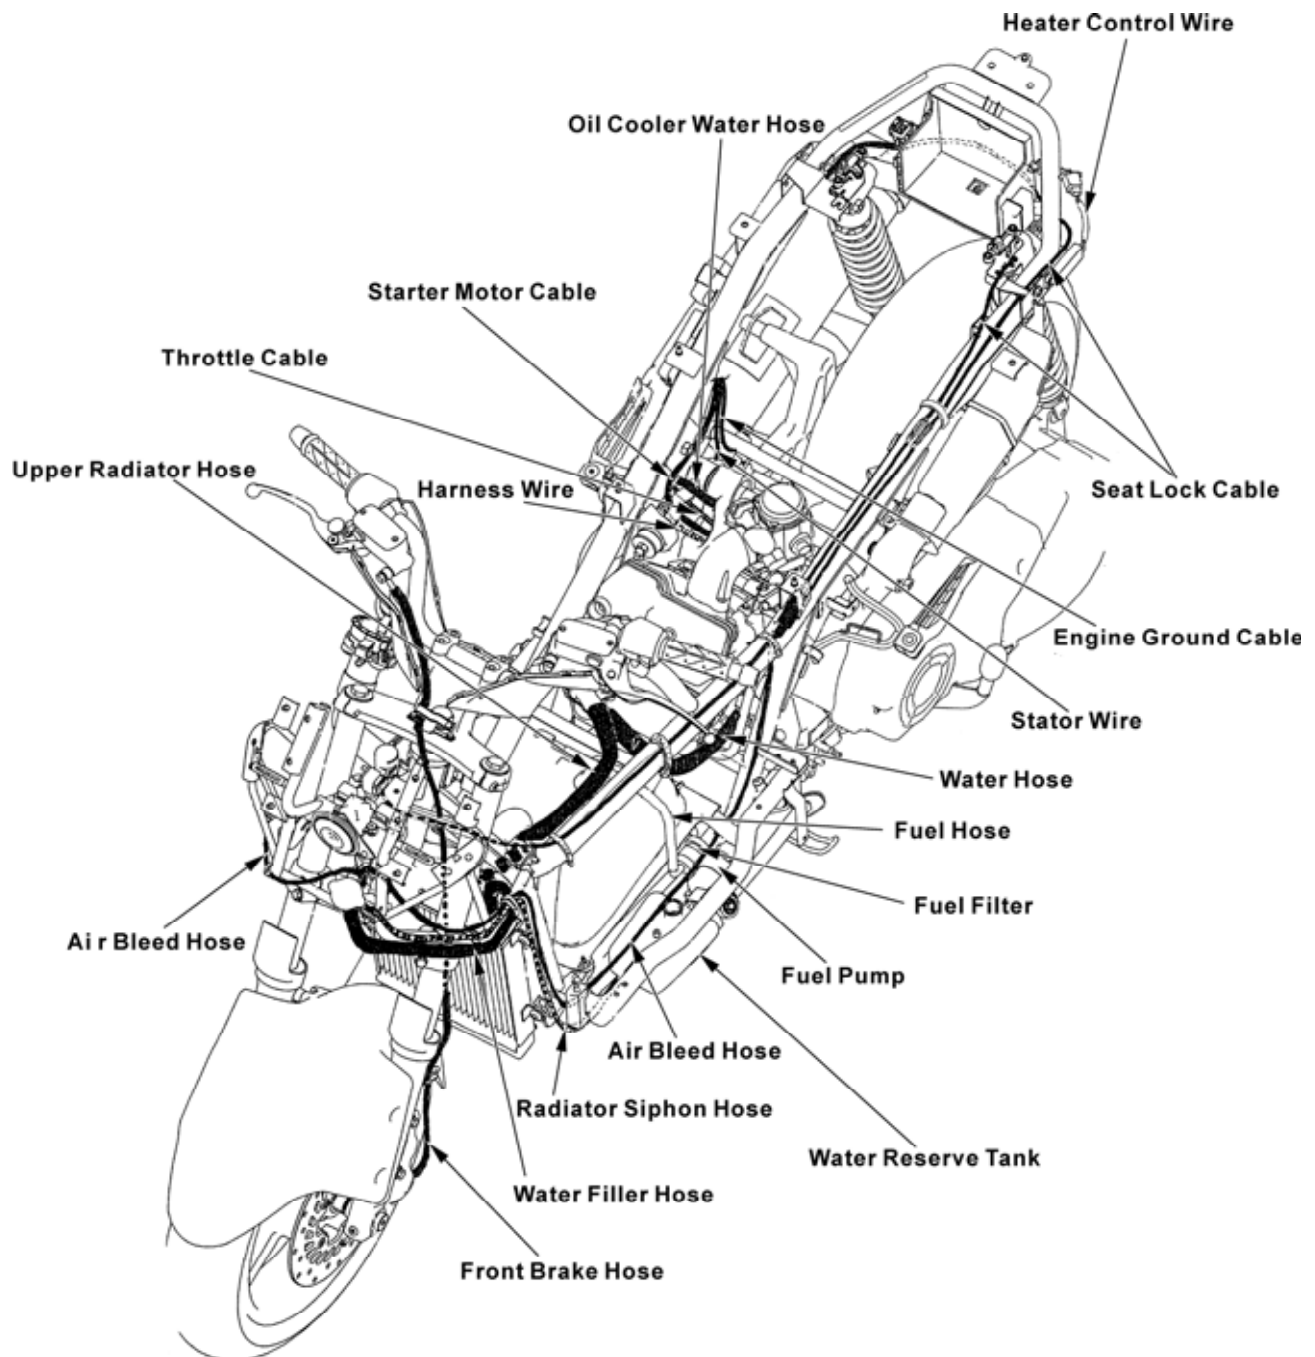 Heater Control Wire
Oil Cooler Water Hose
Starter Motor Cable
Throttle Cable
Upper Radiator Hose
Harness Wire
Seat Lock Cable
Engine Ground Cable
Stator Wire
Water Hose
Fuel Hose
Fuel Filter
Ai r Bleed Hose
Fuel Pump
Air Bleed Hose
Radiator Siphon Hose
Water Reserve Tank
Water Filler Hose
Front Brake Hose